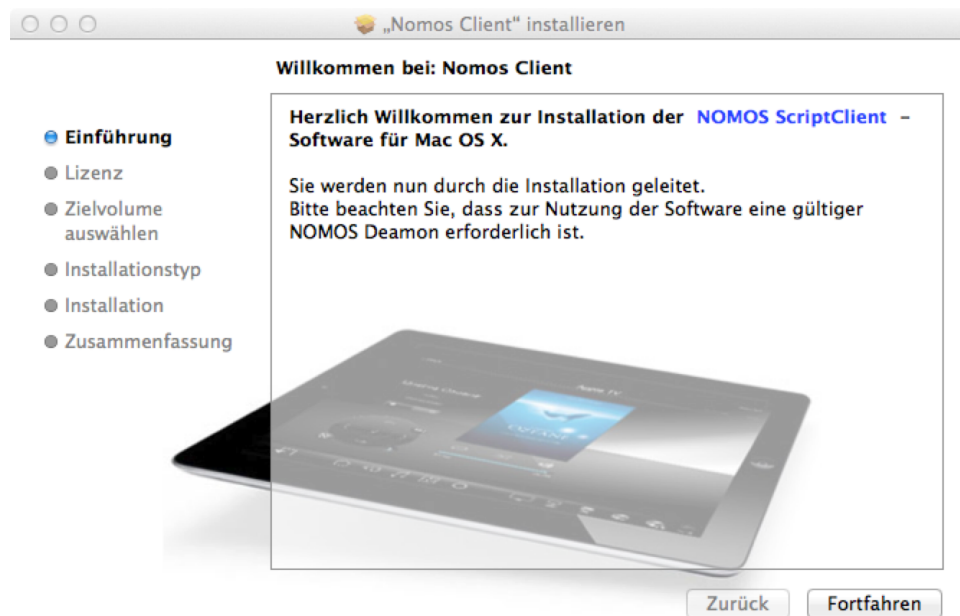 „Nomos Client“ installieren
Willkommen bei: Nomos Client
Einführung
Lizenz
Zielvolume
auswählen
Installationstyp
Installation
Zusammenfassung
Herzlich Willkommen zur Installation der NOMOS ScriptClient –
Software für Mac OS X.
Sie werden nun durch die Installation geleitet.
Bitte beachten Sie, dass zur Nutzung der Software eine gültiger
NOMOS Deamon erforderlich ist.
Apple TV
Zurück
Fortfahren